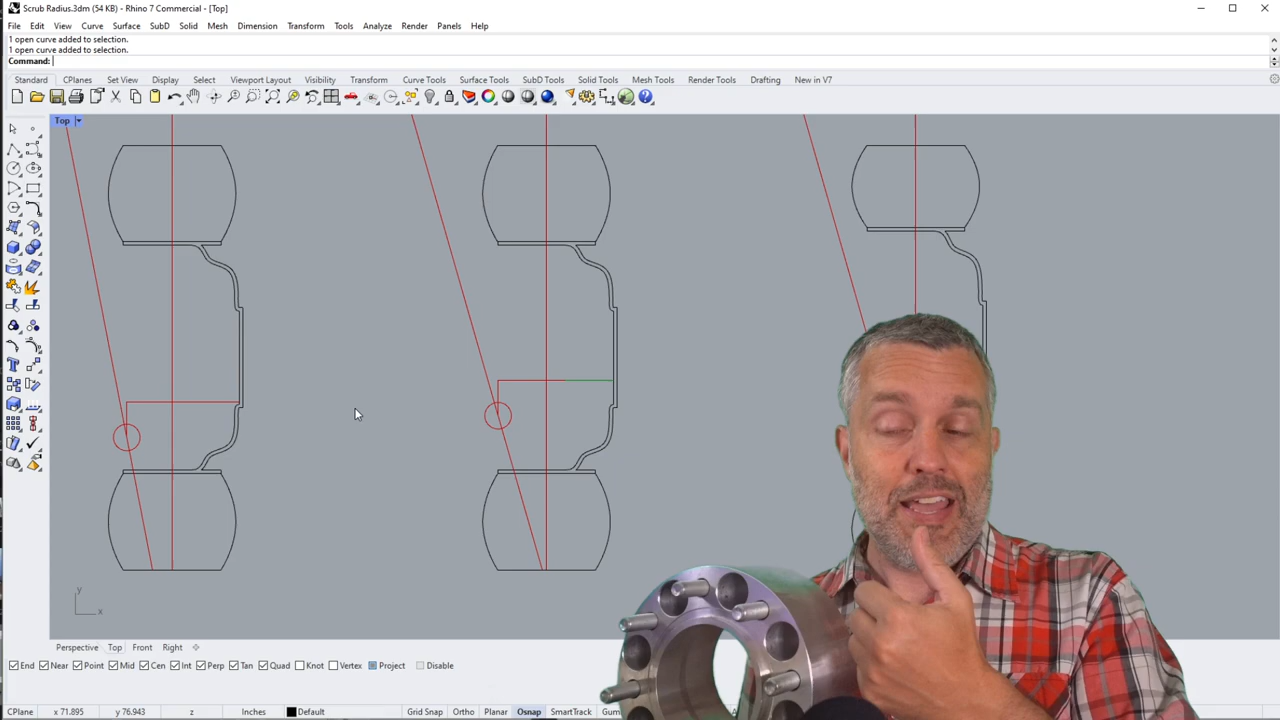 Scrub Radius.3dm (54 KB) - Rhino 7 Commercial - [Top]
File Edit View Curve Surface SubD Solid Mesh Dimension Transform Tools Analyze Render Panels Help
1 open curve added to selection.
1 open curve added to selection.
Command:
Standard CPlanes Set View Display Select Viewport Layout Visibility Transform Curve Tools Surface Tools SubD Tools Solid Tools Mesh Tools Render Tools Drafting New in V7
Top
y
x
Perspective Top Front Right
End Near Point Mid Cen Int Perp Tan Quad Knot Vertex Project Disable
CPlane x 71.895 y 76.943 z Inches Default Grid Snap Ortho Planar Osnap SmartTrack